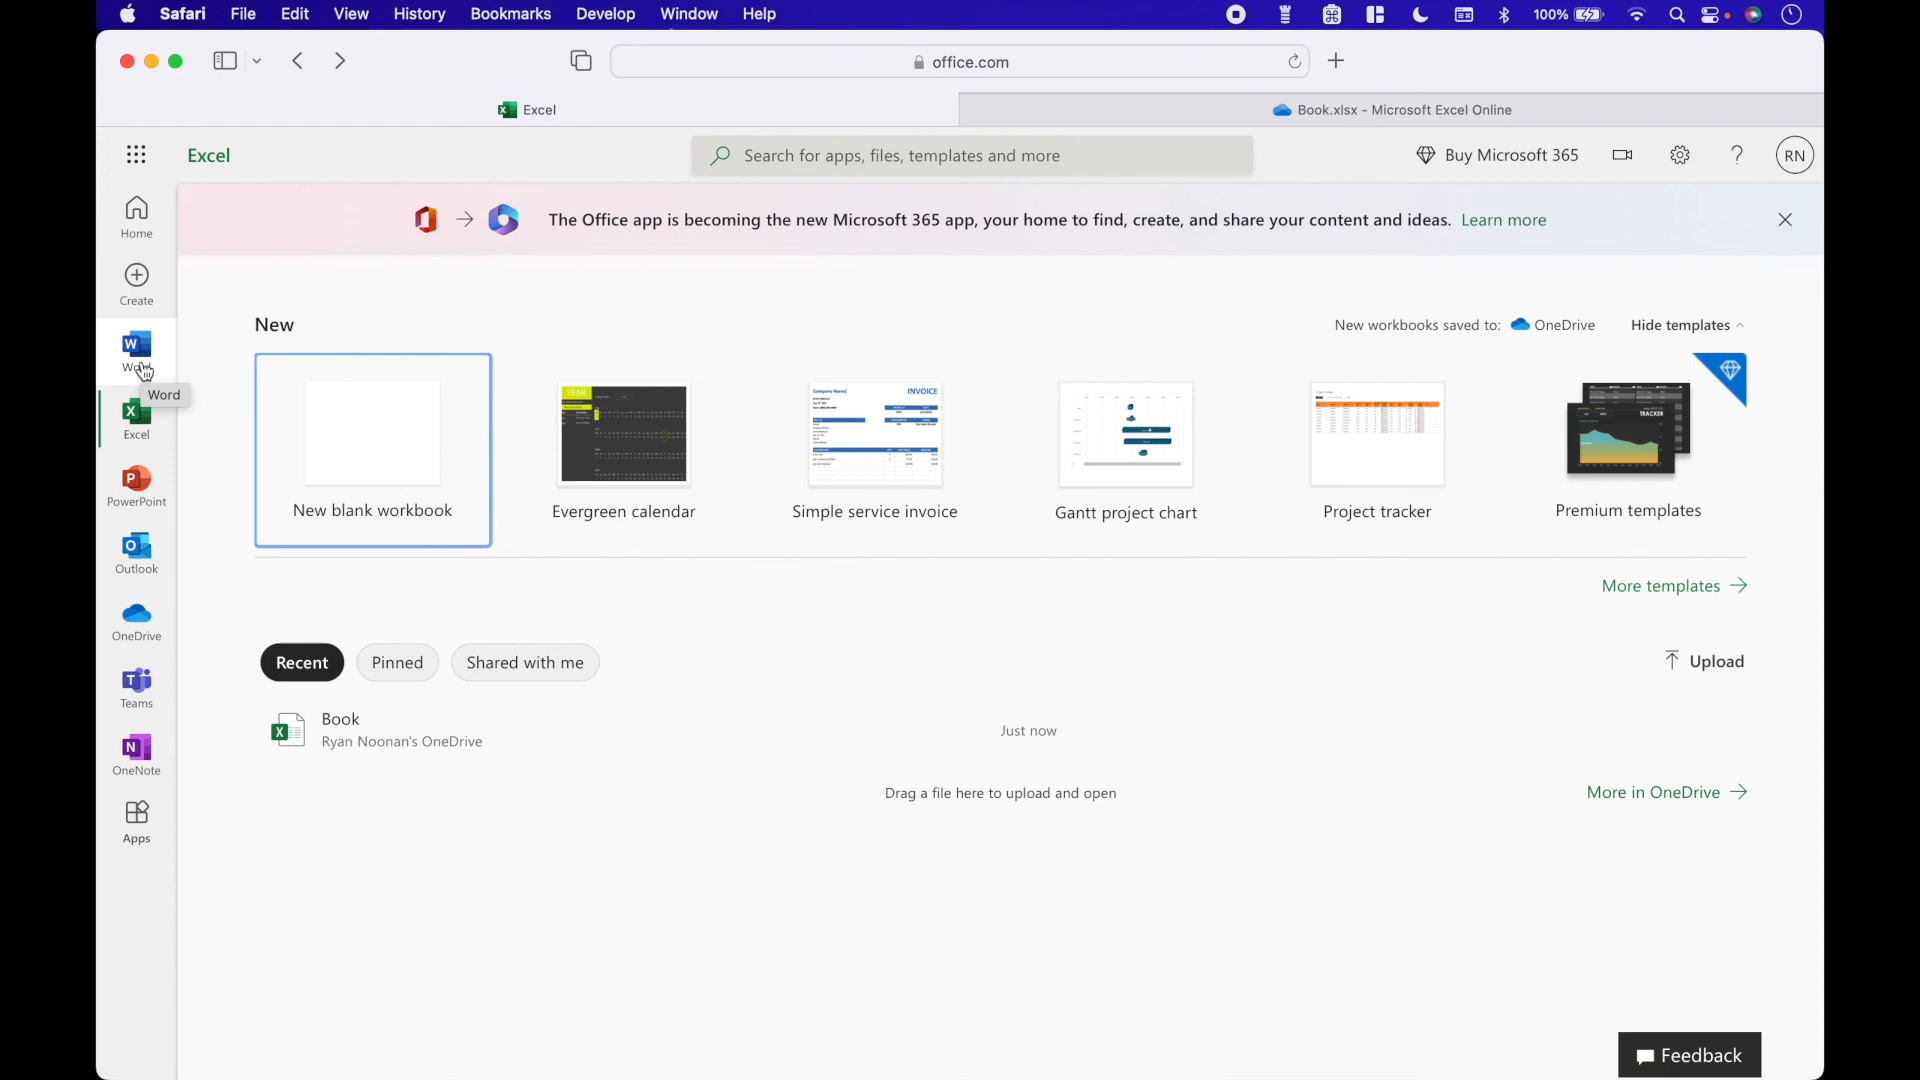 Safari File Edit View History Bookmarks Develop Window Help 100%
office.com
Excel
Book.xlsx - Microsoft Excel Online
Excel
Search for apps, files, templates and more
Buy Microsoft 365
RN
Home
The Office app is becoming the new Microsoft 365 app, your home to find, create, and share your content and ideas. Learn more
Create
New
New workbooks saved to: OneDrive
Hide templates
Word
Excel
PowerPoint
Outlook
OneDrive
Teams
OneNote
Apps
YEAR
Company Name]
INVOICE
TRACKER
New blank workbook
Evergreen calendar
Simple service invoice
Gantt project chart
Project tracker
Premium templates
More templates
Recent
Pinned
Shared with me
Upload
Book
Ryan Noonan's OneDrive
Just now
Drag a file here to upload and open
More in OneDrive
Feedback